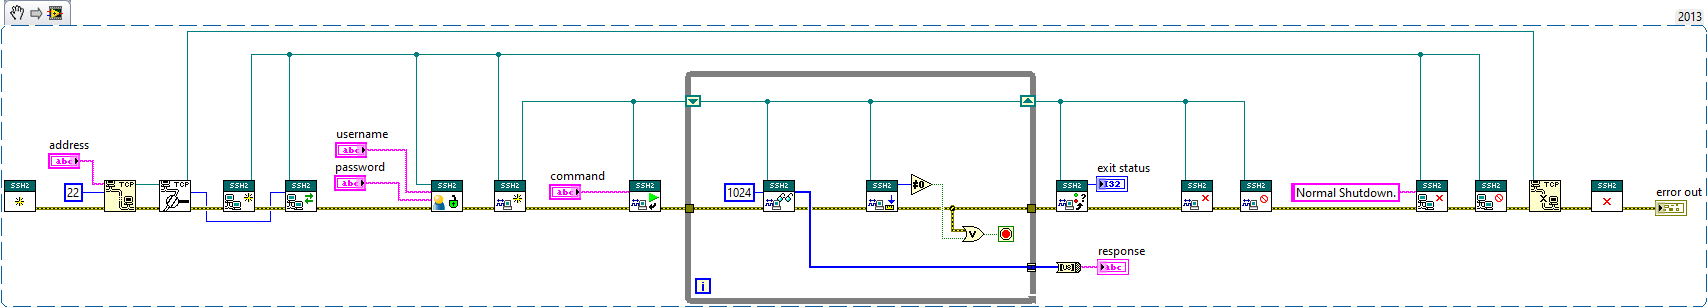 2013
address
abc
22
SSH2
TCP
TCP
SSH2
SSH2
username
abc
password
abc
SSH2
SSH2
command
abc
SSH2
1024
SSH2
SSH2
≠0
V
i
SSH2
exit status
I32
SSH2
SSH2
response
[U8]
abc
Normal Shutdown.
SSH2
SSH2
TCP
SSH2
error out